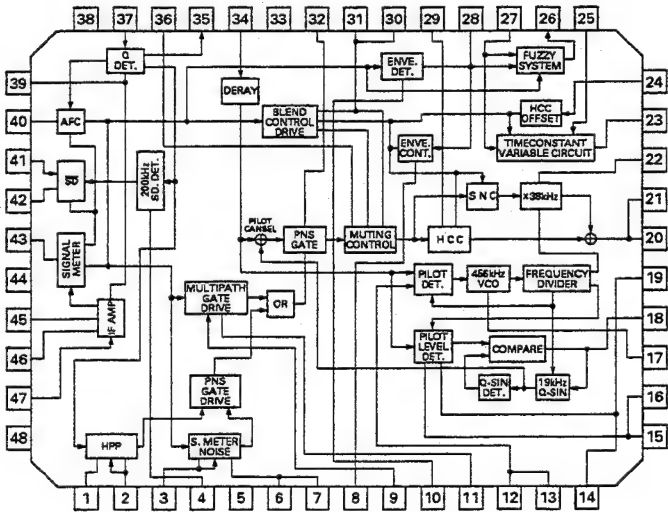 38 37 36 35 34 33 32 31 30 29 28 27 26 25
39
40
41
42
43
44
45
46
47
48
24
23
22
21
20
19
18
17
16
15
1 2 3 4 5 6 7 8 9 10 11 12 13 14
Q
DET.
AFC
SD
SIGNAL
METER
IF AMP
200kHz
SD. DET.
DERAY
BLEND
CONTROL
DRIVE
ENVE.
DET.
FUZZY
SYSTEM
HCC
OFFSET
TIMECONSTANT
VARIABLE CIRCUIT
ENVE.
CONT.
S N C
×38kHz
PILOT
CANSEL
PNS
GATE
MUTING
CONTROL
H C C
MULTIPATH
GATE
DRIVE
OR
PILOT
DET.
456kHz
VCO
FREQUENCY
DIVIDER
PILOT
LEVEL
DET.
COMPARE
Q-SIN
DET.
19kHz
Q-SIN
PNS
GATE
DRIVE
HPP
S. METER
NOISE